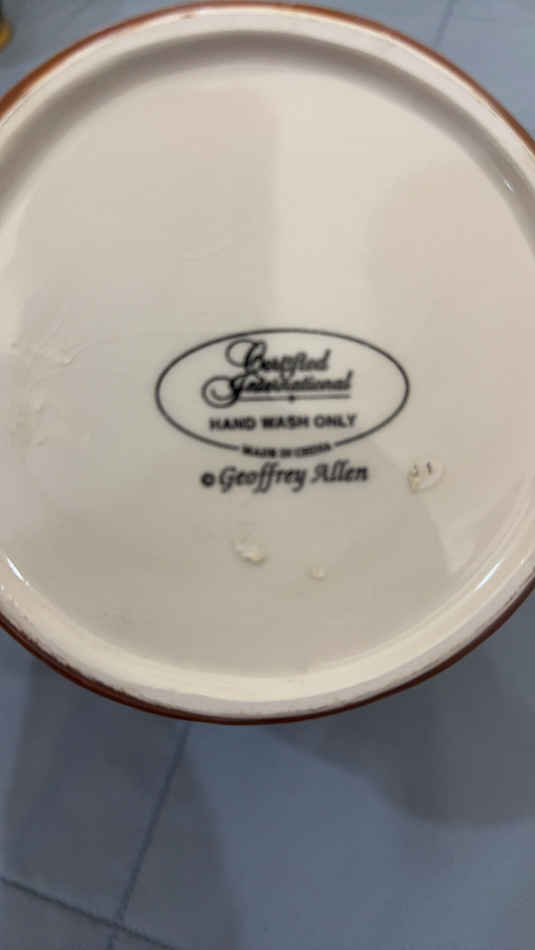 Certified
International
HAND WASH ONLY
MADE IN CHINA
© Geoffrey Allen